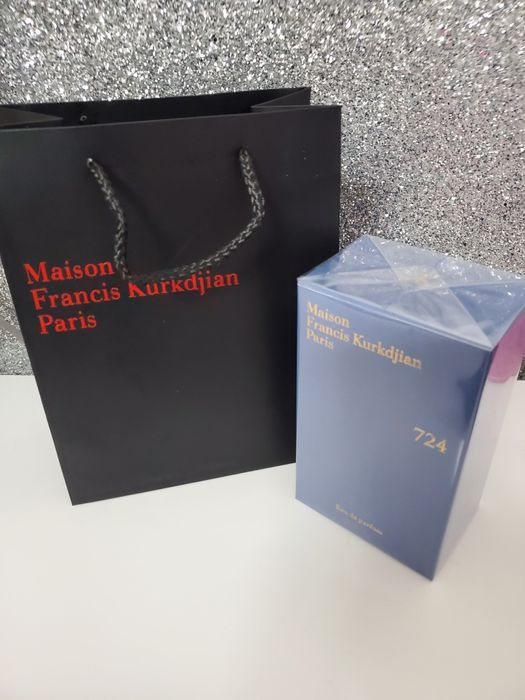 Maison
Francis Kurkdjian
Paris
Maison
Francis Kurkdjian
Paris
724
Eau de parfum